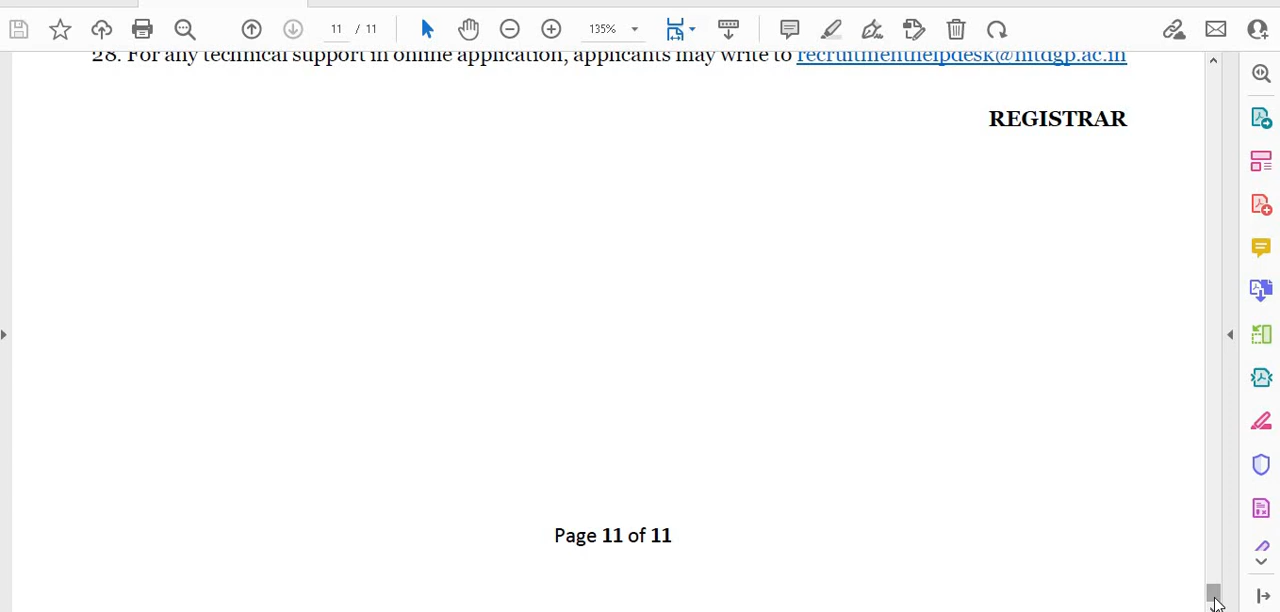 11 / 11 135%
28. For any technical support in online application, applicants may write to recruitmenthelpdesk@nitdgp.ac.in
REGISTRAR
Page 11 of 11